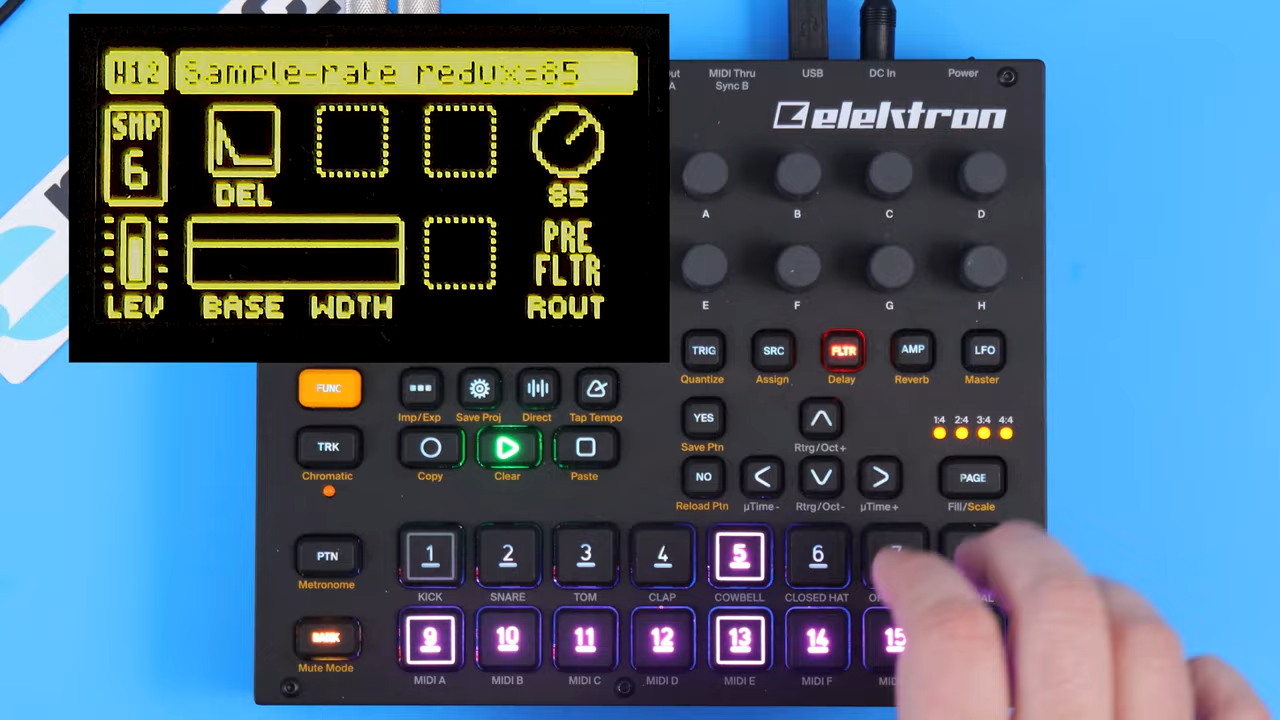 A12 Sample-rate redux=85
SMP
6
DEL
85
PRE
FLTR
LEV BASE WDTH ROUT
MIDI Thru USB DC In Power
Sync B
elektron
A B C D
E F G H
TRIG SRC FLTR AMP LFO
Quantize Assign Delay Reverb Master
FUNC
Imp/Exp Save Proj Direct Tap Tempo
YES
1:4 2:4 3:4 4:4
Save Ptn Rtrg/Oct+
TRK
Chromatic Copy Clear Paste
NO PAGE
Reload Ptn µTime- Rtrg/Oct- µTime+ Fill/Scale
PTN 1 2 3 4 5 6 7
Metronome
KICK SNARE TOM CLAP COWBELL CLOSED HAT
BANK 9 10 11 12 13 14 15
Mute Mode
MIDI A MIDI B MIDI C MIDI D MIDI E MIDI F